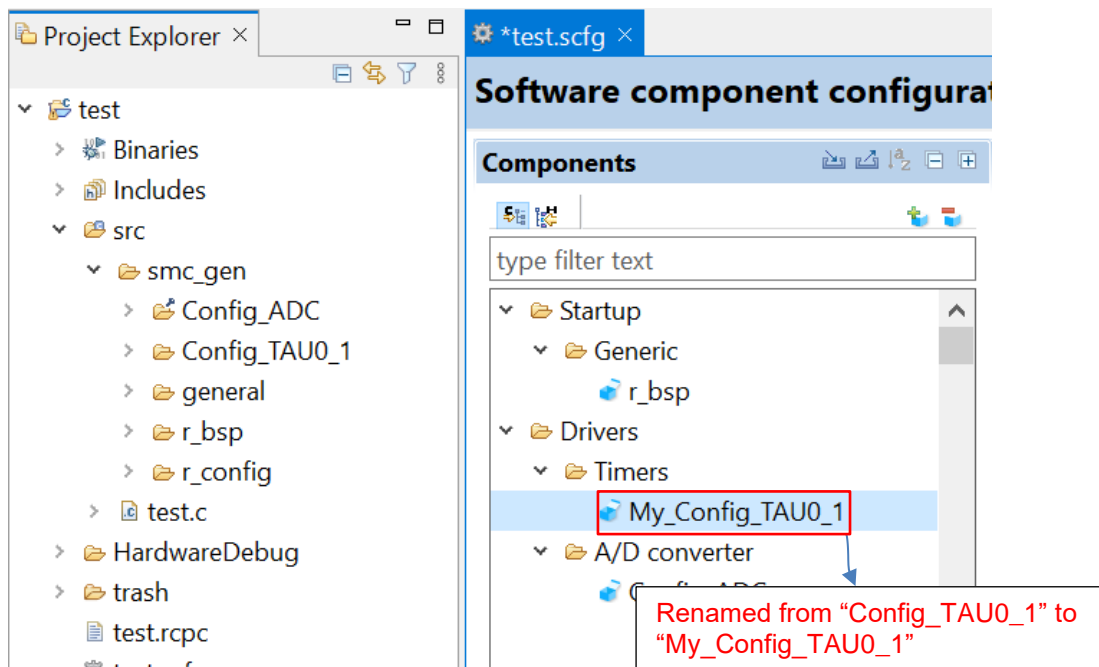 Project Explorer ×
test
Binaries
Includes
src
smc_gen
Config_ADC
Config_TAU0_1
general
r_bsp
r_config
test.c
HardwareDebug
trash
test.rcpc
*test.scfg ×
Software component configura
Components
type filter text
Startup
Generic
r_bsp
Drivers
Timers
My_Config_TAU0_1
A/D converter
Renamed from “Config_TAU0_1” to
“My_Config_TAU0_1”